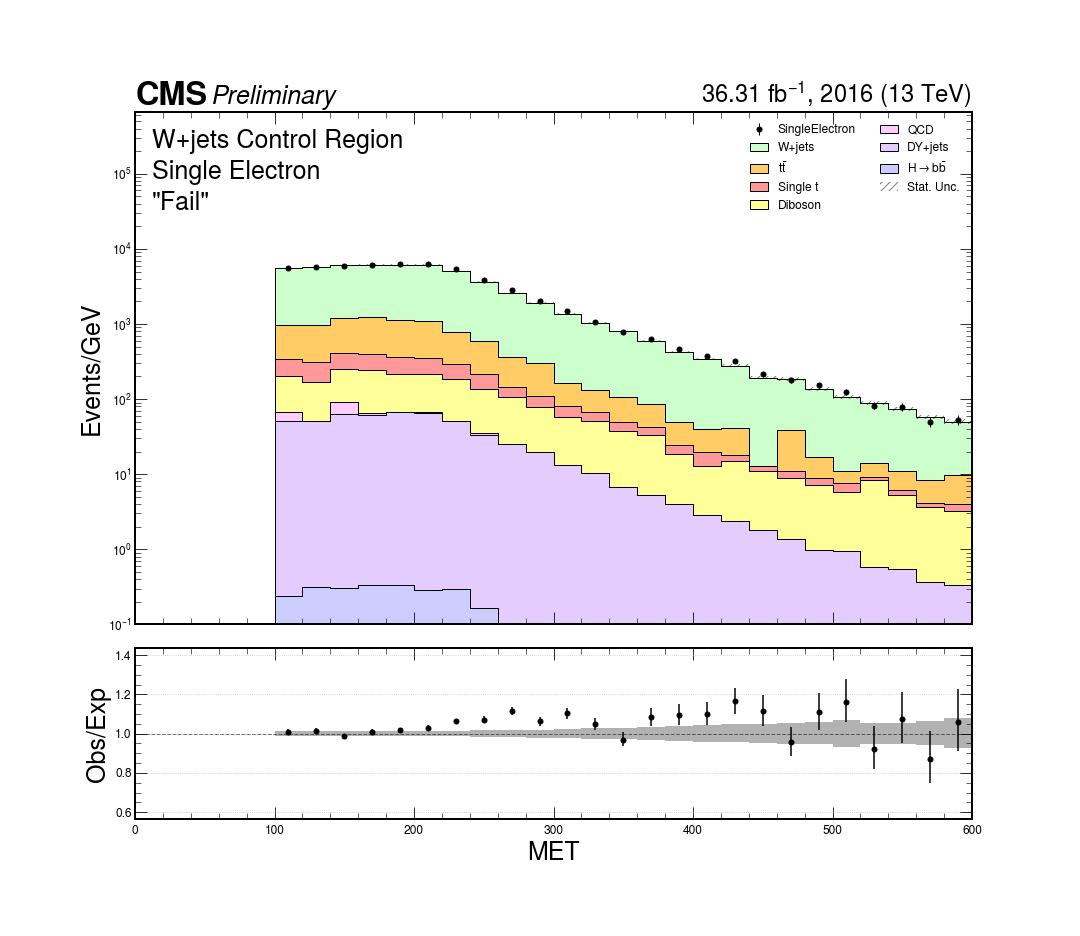 CMS Preliminary 36.31 fb⁻¹, 2016 (13 TeV)
W+jets Control Region
Single Electron
"Fail"
SingleElectron
W+jets
tt̄
Single t
Diboson
QCD
DY+jets
H→bb̄
Stat. Unc.
Events/GeV
10⁵
10⁴
10³
10²
10¹
10⁰
10⁻¹
Obs/Exp
1.4
1.2
1.0
0.8
0.6
0 100 200 300 400 500 600
MET